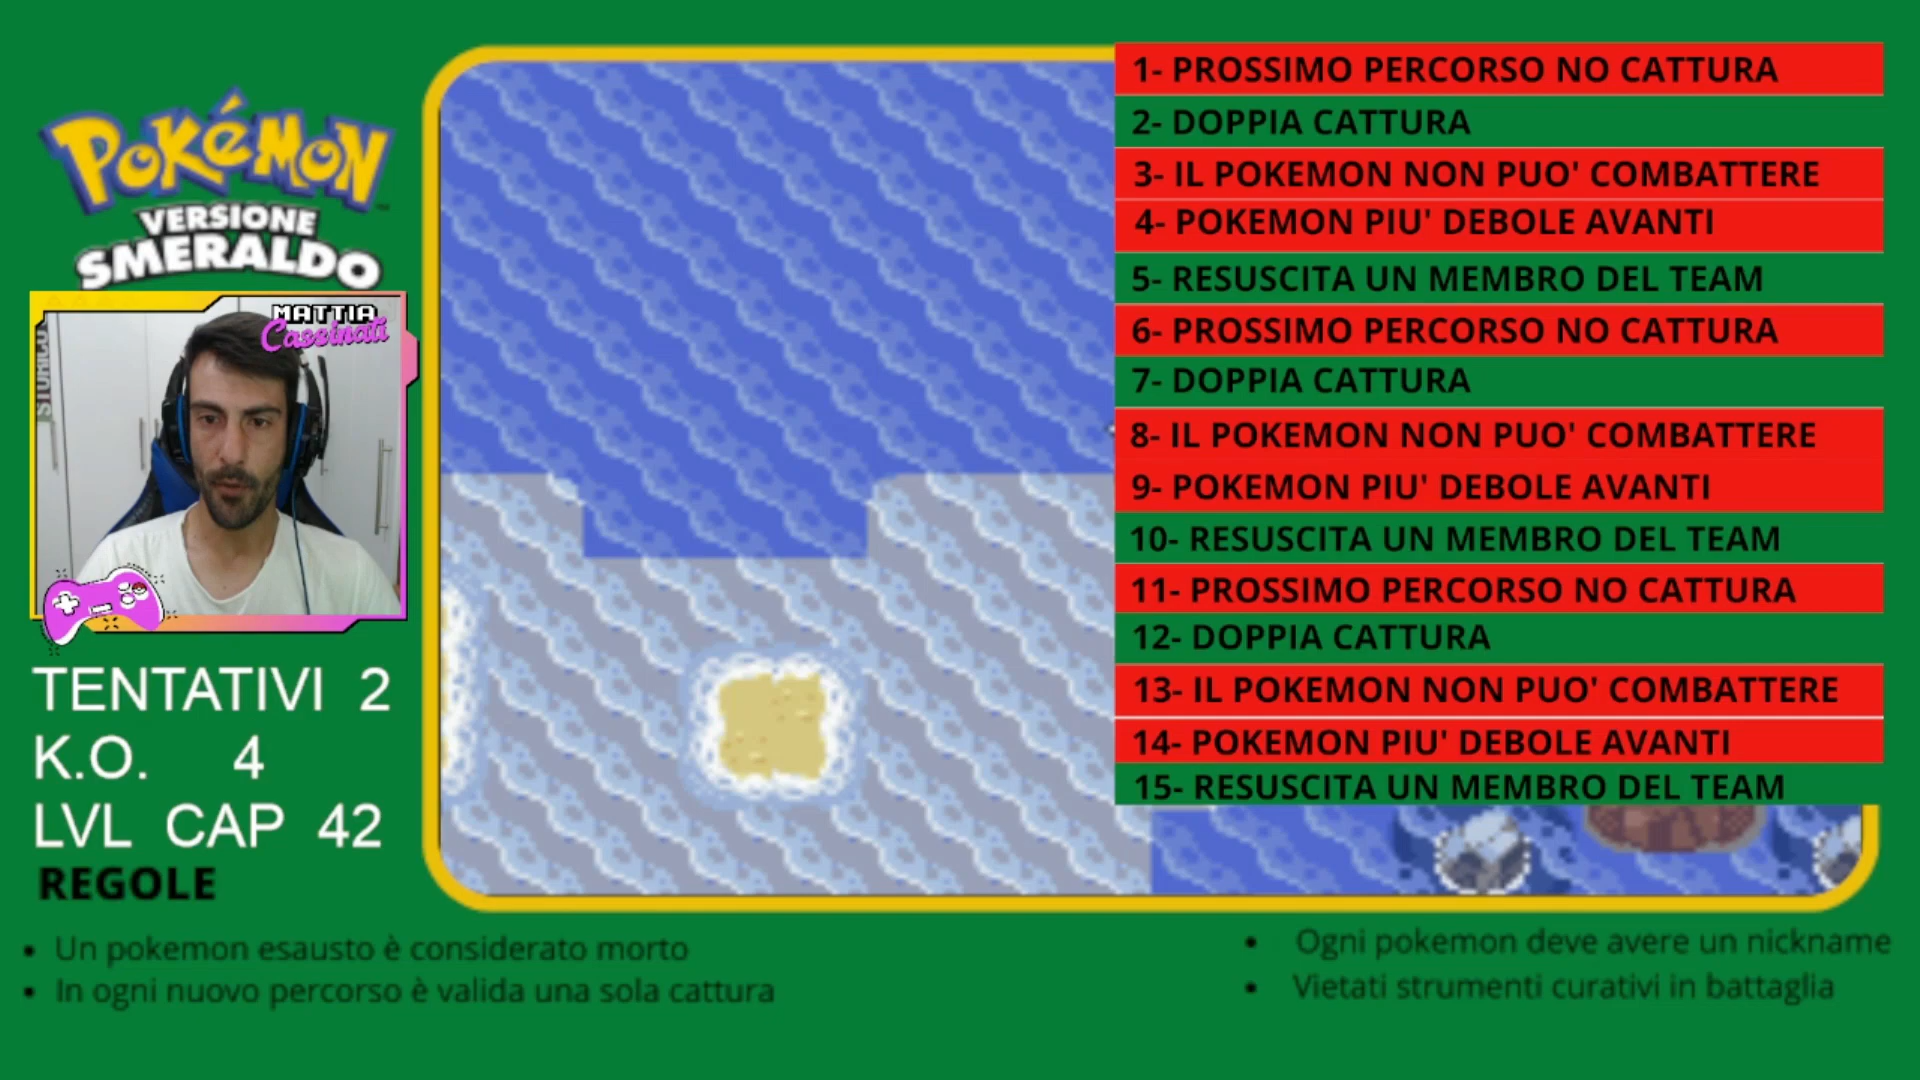 POKéMON
VERSIONE
SMERALDO
MATTIA
Cassinati
STORICO
TENTATIVI 2
K.O. 4
LVL CAP 42
REGOLE
• Un pokemon esausto è considerato morto
• In ogni nuovo percorso è valida una sola cattura
1- PROSSIMO PERCORSO NO CATTURA
2- DOPPIA CATTURA
3- IL POKEMON NON PUO' COMBATTERE
4- POKEMON PIU' DEBOLE AVANTI
5- RESUSCITA UN MEMBRO DEL TEAM
6- PROSSIMO PERCORSO NO CATTURA
7- DOPPIA CATTURA
8- IL POKEMON NON PUO' COMBATTERE
9- POKEMON PIU' DEBOLE AVANTI
10- RESUSCITA UN MEMBRO DEL TEAM
11- PROSSIMO PERCORSO NO CATTURA
12- DOPPIA CATTURA
13- IL POKEMON NON PUO' COMBATTERE
14- POKEMON PIU' DEBOLE AVANTI
15- RESUSCITA UN MEMBRO DEL TEAM
• Ogni pokemon deve avere un nickname
• Vietati strumenti curativi in battaglia